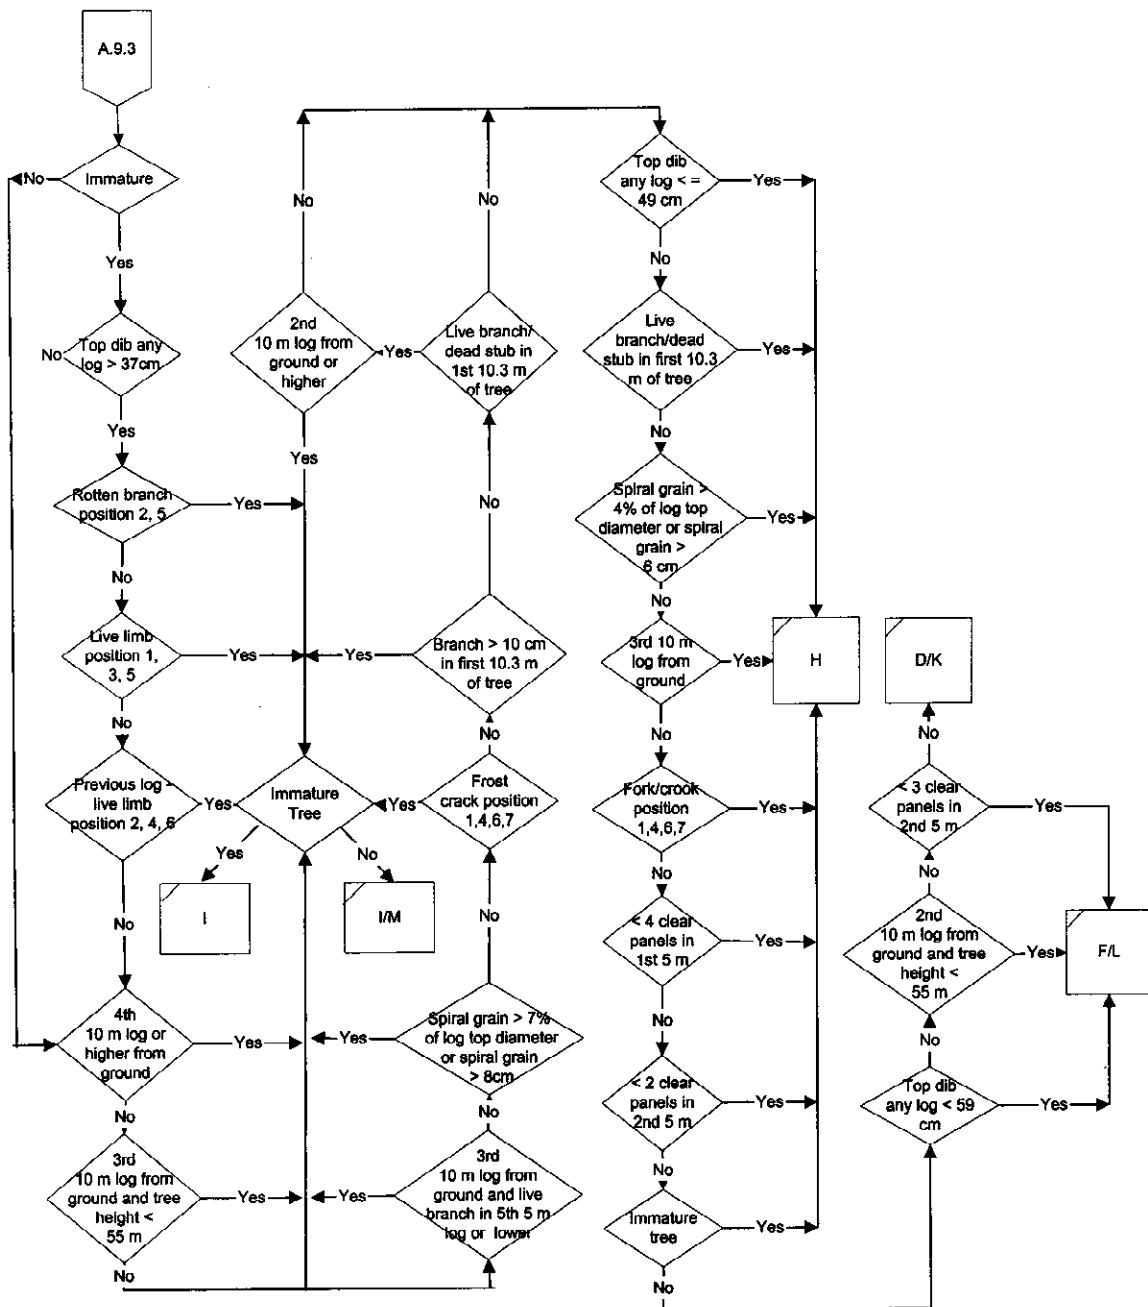 A.9.3
Immature
No
Yes
Top dib any
log > 37cm
No
Yes
Rotten branch
position 2, 5
Yes
No
Live limb
position 1,
3, 5
Yes
No
Previous log -
live limb
position 2, 4, 6
Yes
No
4th
10 m log or
higher from
ground
Yes
No
3rd
10 m log from
ground and tree
height <
55 m
Yes
No
No
2nd
10 m log from
ground or
higher
Yes
Immature
Tree
Yes
No
I
I/M
No
Live branch/
dead stub in
1st 10.3 m
of tree
Yes
No
Branch > 10 cm
in first 10.3 m
of tree
Yes
No
Frost
crack position
1,4,6,7
Yes
No
Spiral grain > 7%
of log top diameter
or spiral grain
> 8cm
Yes
No
3rd
10 m log from
ground and live
branch in 5th 5 m
log or lower
Yes
Top dib
any log < =
49 cm
Yes
No
Live
branch/dead
stub in first 10.3
m of tree
Yes
No
Spiral grain >
4% of log top
diameter or spiral
grain >
6 cm
Yes
No
3rd 10 m
log from
ground
Yes
No
Fork/crook
position
1,4,6,7
Yes
No
< 4 clear
panels in
1st 5 m
Yes
No
< 2 clear
panels in
2nd 5 m
Yes
No
Immature
tree
Yes
No
H
D/K
No
< 3 clear
panels in
2nd 5 m
Yes
No
2nd
10 m log from
ground and tree
height <
55 m
Yes
F/L
No
Top dib
any log < 59
cm
Yes